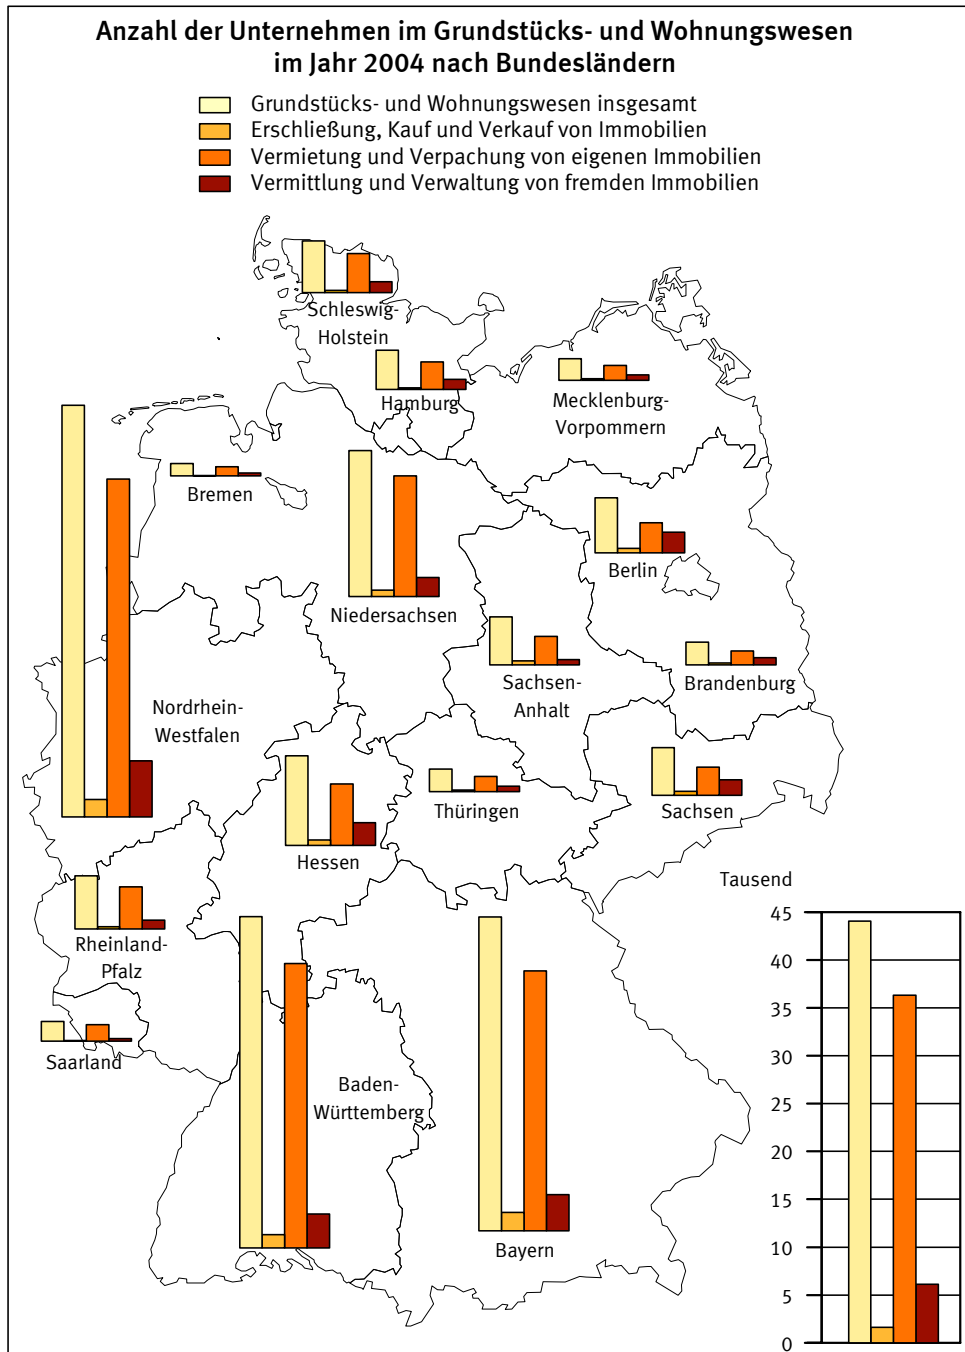 Anzahl der Unternehmen im Grundstücks- und Wohnungswesen
im Jahr 2004 nach Bundesländern
Grundstücks- und Wohnungswesen insgesamt
Erschließung, Kauf und Verkauf von Immobilien
Vermietung und Verpachung von eigenen Immobilien
Vermittlung und Verwaltung von fremden Immobilien
Schleswig-
Holstein
Hamburg
Mecklenburg-
Vorpommern
Bremen
Niedersachsen
Berlin
Sachsen-
Anhalt
Brandenburg
Nordrhein-
Westfalen
Hessen
Thüringen
Sachsen
Rheinland-
Pfalz
Saarland
Baden-
Württemberg
Bayern
Tausend
45
40
35
30
25
20
15
10
5
0